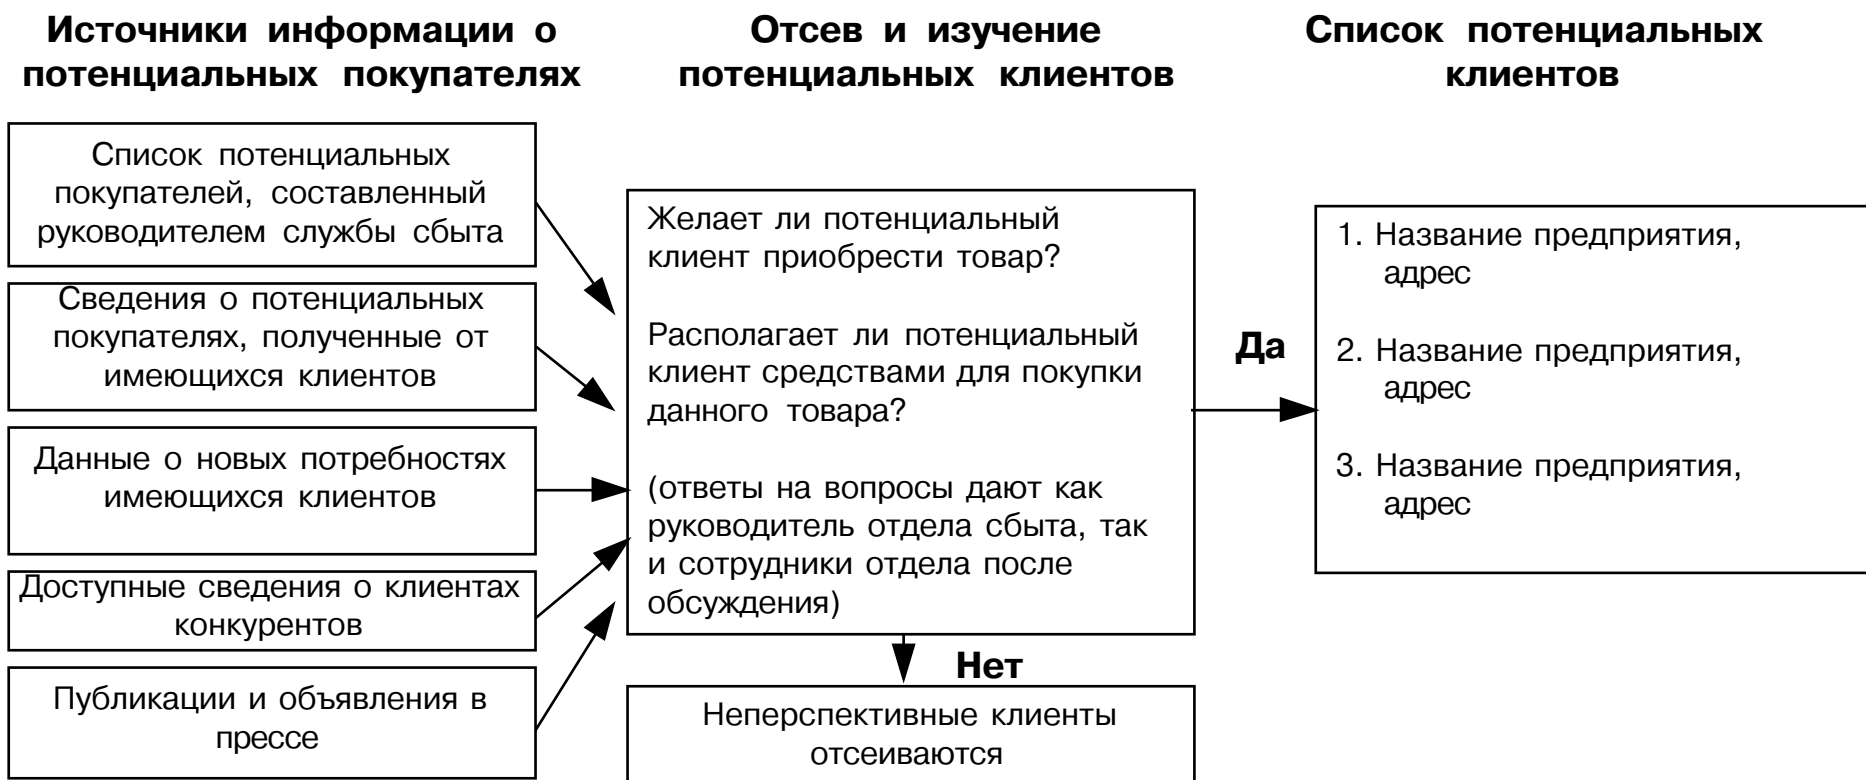 Источники информации о
потенциальных покупателях
Список потенциальных
покупателей, составленный
руководителем службы сбыта
Сведения о потенциальных
покупателях, полученные от
имеющихся клиентов
Данные о новых потребностях
имеющихся клиентов
Доступные сведения о клиентах
конкурентов
Публикации и объявления в
прессе
Отсев и изучение
потенциальных клиентов
Желает ли потенциальный
клиент приобрести товар?
Располагает ли потенциальный
клиент средствами для покупки
данного товара?
(ответы на вопросы дают как
руководитель отдела сбыта, так
и сотрудники отдела после
обсуждения)
Нет
Неперспективные клиенты
отсеиваются
Да
Список потенциальных
клиентов
1. Название предприятия,
адрес
2. Название предприятия,
адрес
3. Название предприятия,
адрес